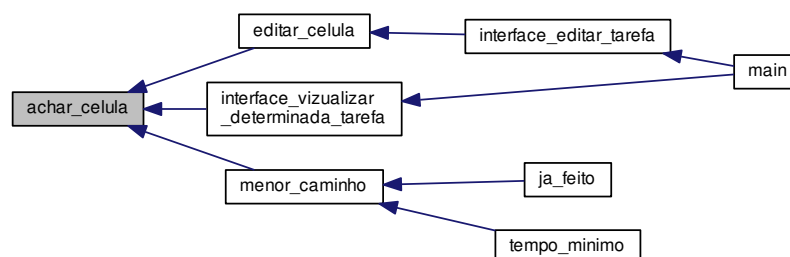 achar_celula
editar_celula
interface_editar_tarefa
main
interface_vizualizar
_determinada_tarefa
menor_caminho
ja_feito
tempo_minimo